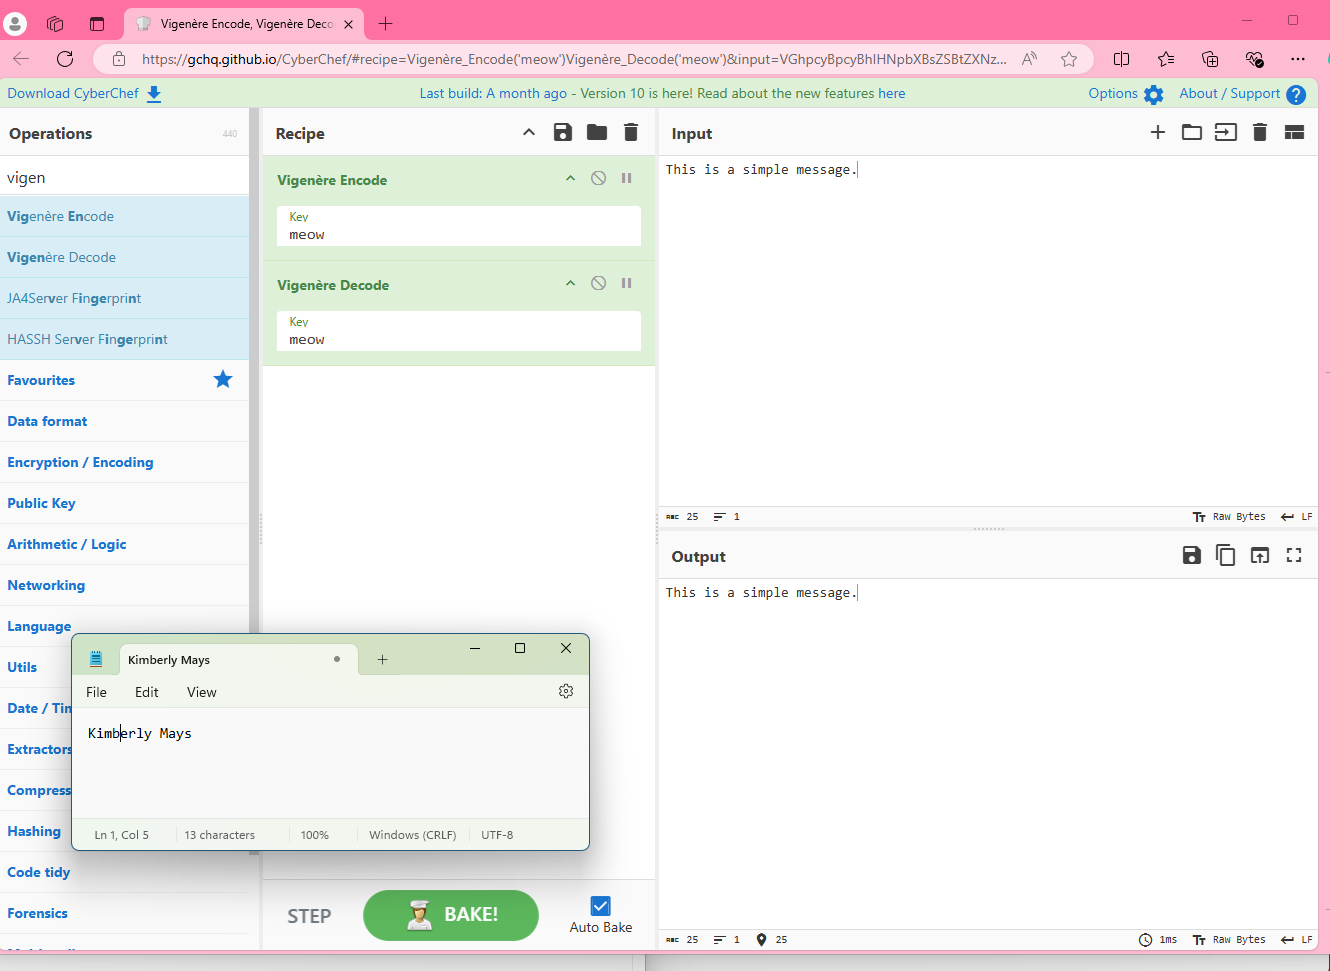 Vigenère Encode, Vigenère Deco
https://gchq.github.io/CyberChef/#recipe=Vigenère_Encode('meow')Vigenère_Decode('meow')&input=VGhpcyBpcyBhIHNpbXBsZSBtZXNz...
Download CyberChef
Last build: A month ago - Version 10 is here! Read about the new features here
Options
About / Support
Operations
440
vigen
Vigenère Encode
Vigenère Decode
JA4Server Fingerprint
HASSH Server Fingerprint
Favourites
Data format
Encryption / Encoding
Public Key
Arithmetic / Logic
Networking
Language
Utils
Date / Tim
Extractors
Compress
Hashing
Code tidy
Forensics
Recipe
Vigenère Encode
Key
meow
Vigenère Decode
Key
meow
STEP
BAKE!
Auto Bake
Input
This is a simple message.
ABC 25 1
Raw Bytes LF
Output
This is a simple message.
ABC 25 1 25
1ms Raw Bytes LF
Kimberly Mays
File Edit View
Kimberly Mays
Ln 1, Col 5 13 characters 100% Windows (CRLF) UTF-8